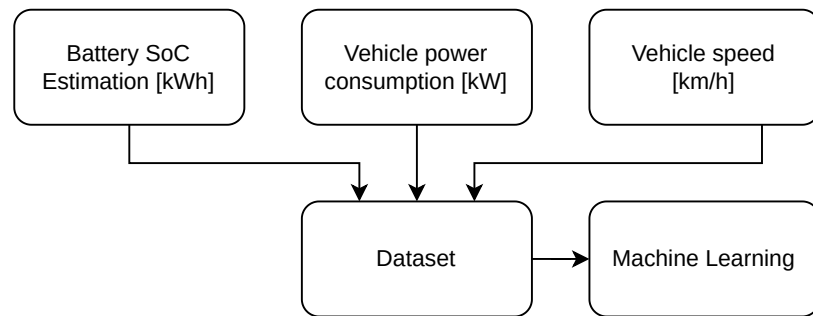 Battery SoC
Estimation [kWh]
Vehicle power
consumption [kW]
Vehicle speed
[km/h]
Dataset
Machine Learning